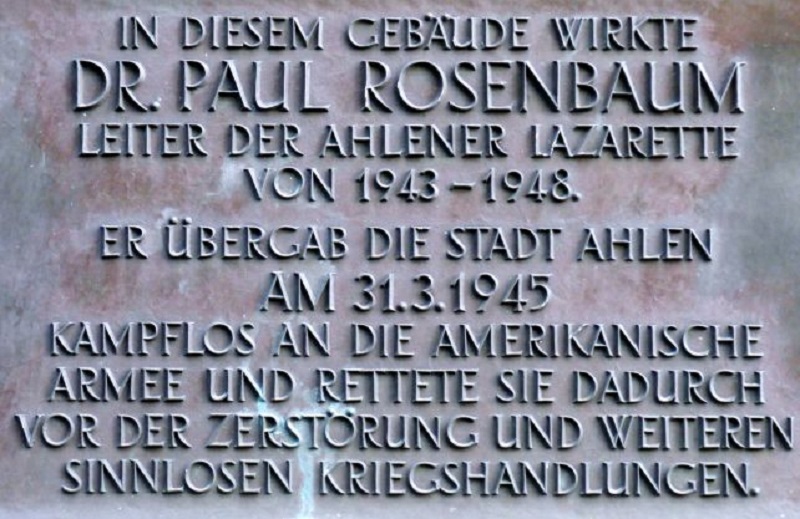 IN DIESEM GEBÄUDE WIRKTE
DR. PAUL ROSENBAUM
LEITER DER AHLENER LAZARETTE
VON 1943 – 1948.
ER ÜBERGAB DIE STADT AHLEN
AM 31.3.1945
KAMPFLOS AN DIE AMERIKANISCHE
ARMEE UND RETTETE SIE DADURCH
VOR DER ZERSTÖRUNG UND WEITEREN
SINNLOSEN KRIEGSHANDLUNGEN.